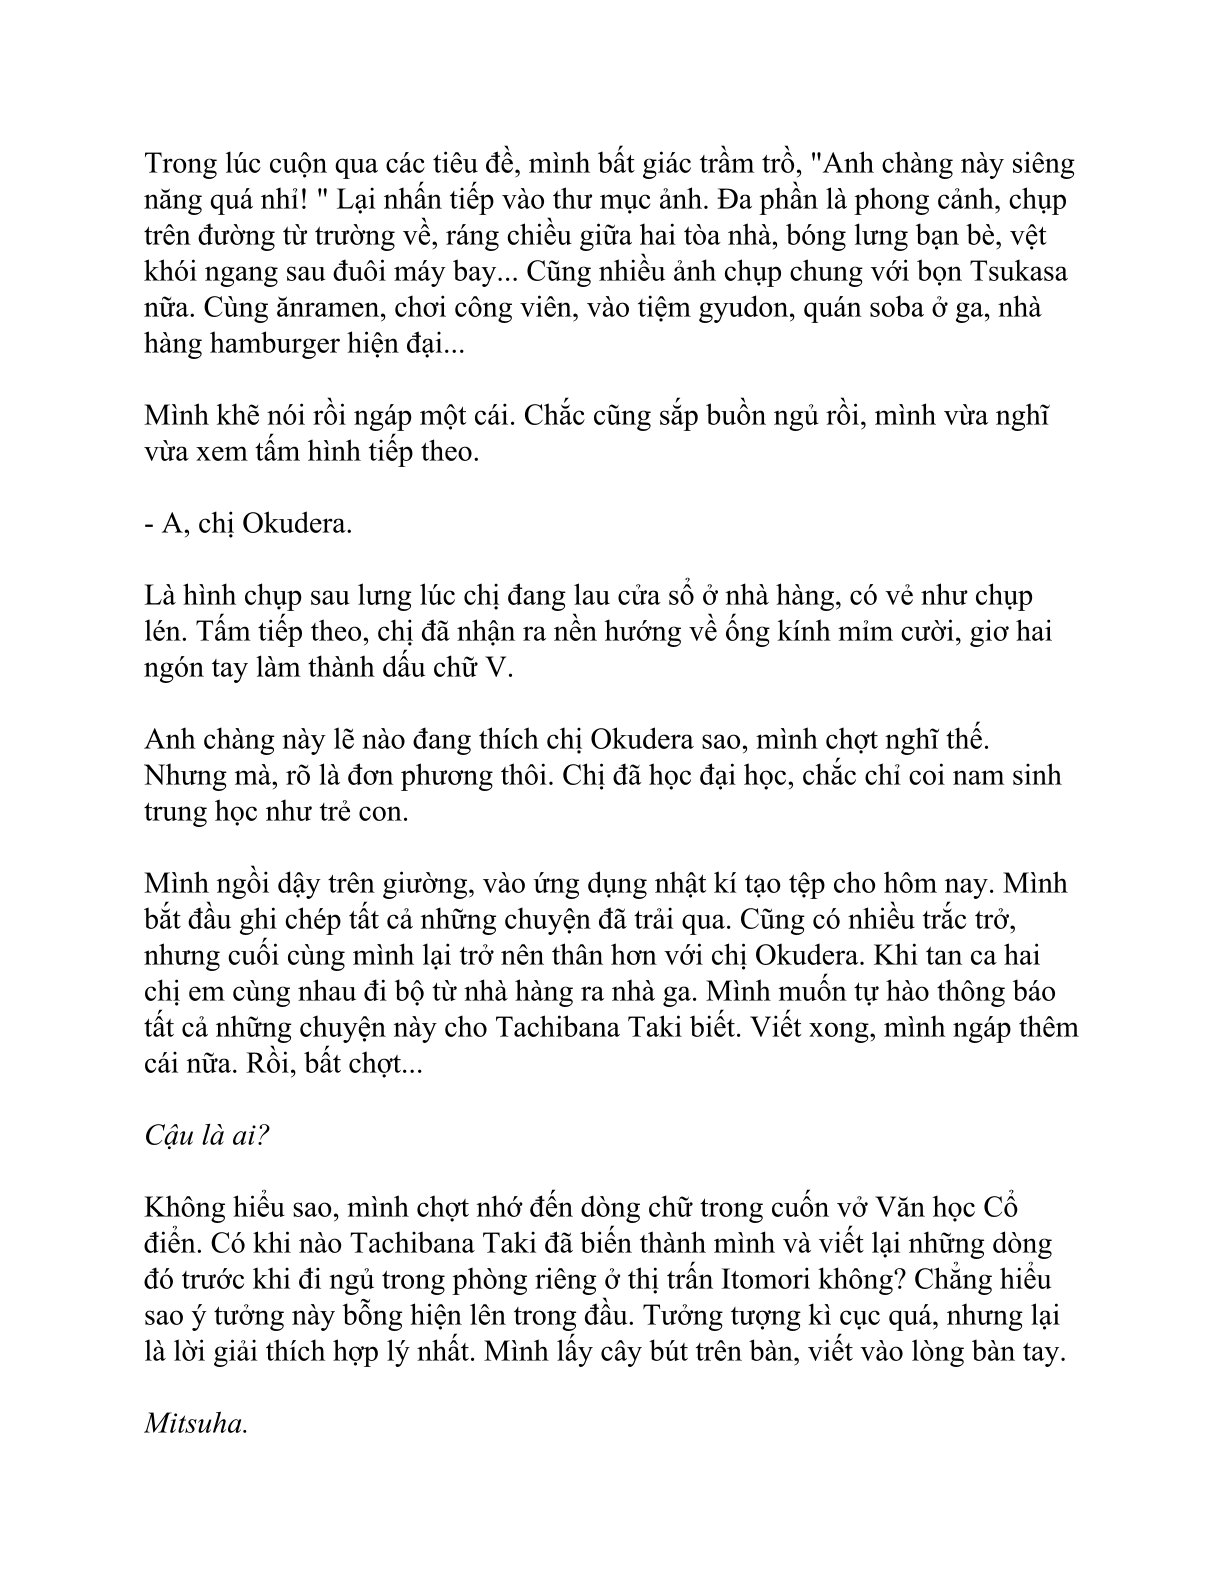 Trong lúc cuộn qua các tiêu đề, mình bất giác trầm trồ, "Anh chàng này siêng
năng quá nhỉ! " Lại nhấn tiếp vào thư mục ảnh. Đa phần là phong cảnh, chụp
trên đường từ trường về, ráng chiều giữa hai tòa nhà, bóng lưng bạn bè, vệt
khói ngang sau đuôi máy bay... Cũng nhiều ảnh chụp chung với bọn Tsukasa
nữa. Cùng ănramen, chơi công viên, vào tiệm gyudon, quán soba ở ga, nhà
hàng hamburger hiện đại...
Mình khẽ nói rồi ngáp một cái. Chắc cũng sắp buồn ngủ rồi, mình vừa nghĩ
vừa xem tấm hình tiếp theo.
- A, chị Okudera.
Là hình chụp sau lưng lúc chị đang lau cửa sổ ở nhà hàng, có vẻ như chụp
lén. Tấm tiếp theo, chị đã nhận ra nền hướng về ống kính mỉm cười, giơ hai
ngón tay làm thành dấu chữ V.
Anh chàng này lẽ nào đang thích chị Okudera sao, mình chợt nghĩ thế.
Nhưng mà, rõ là đơn phương thôi. Chị đã học đại học, chắc chỉ coi nam sinh
trung học như trẻ con.
Mình ngồi dậy trên giường, vào ứng dụng nhật kí tạo tệp cho hôm nay. Mình
bắt đầu ghi chép tất cả những chuyện đã trải qua. Cũng có nhiều trắc trở,
nhưng cuối cùng mình lại trở nên thân hơn với chị Okudera. Khi tan ca hai
chị em cùng nhau đi bộ từ nhà hàng ra nhà ga. Mình muốn tự hào thông báo
tất cả những chuyện này cho Tachibana Taki biết. Viết xong, mình ngáp thêm
cái nữa. Rồi, bất chợt...
Cậu là ai?
Không hiểu sao, mình chợt nhớ đến dòng chữ trong cuốn vở Văn học Cổ
điển. Có khi nào Tachibana Taki đã biến thành mình và viết lại những dòng
đó trước khi đi ngủ trong phòng riêng ở thị trấn Itomori không? Chẳng hiểu
sao ý tưởng này bỗng hiện lên trong đầu. Tưởng tượng kì cục quá, nhưng lại
là lời giải thích hợp lý nhất. Mình lấy cây bút trên bàn, viết vào lòng bàn tay.
Mitsuha.